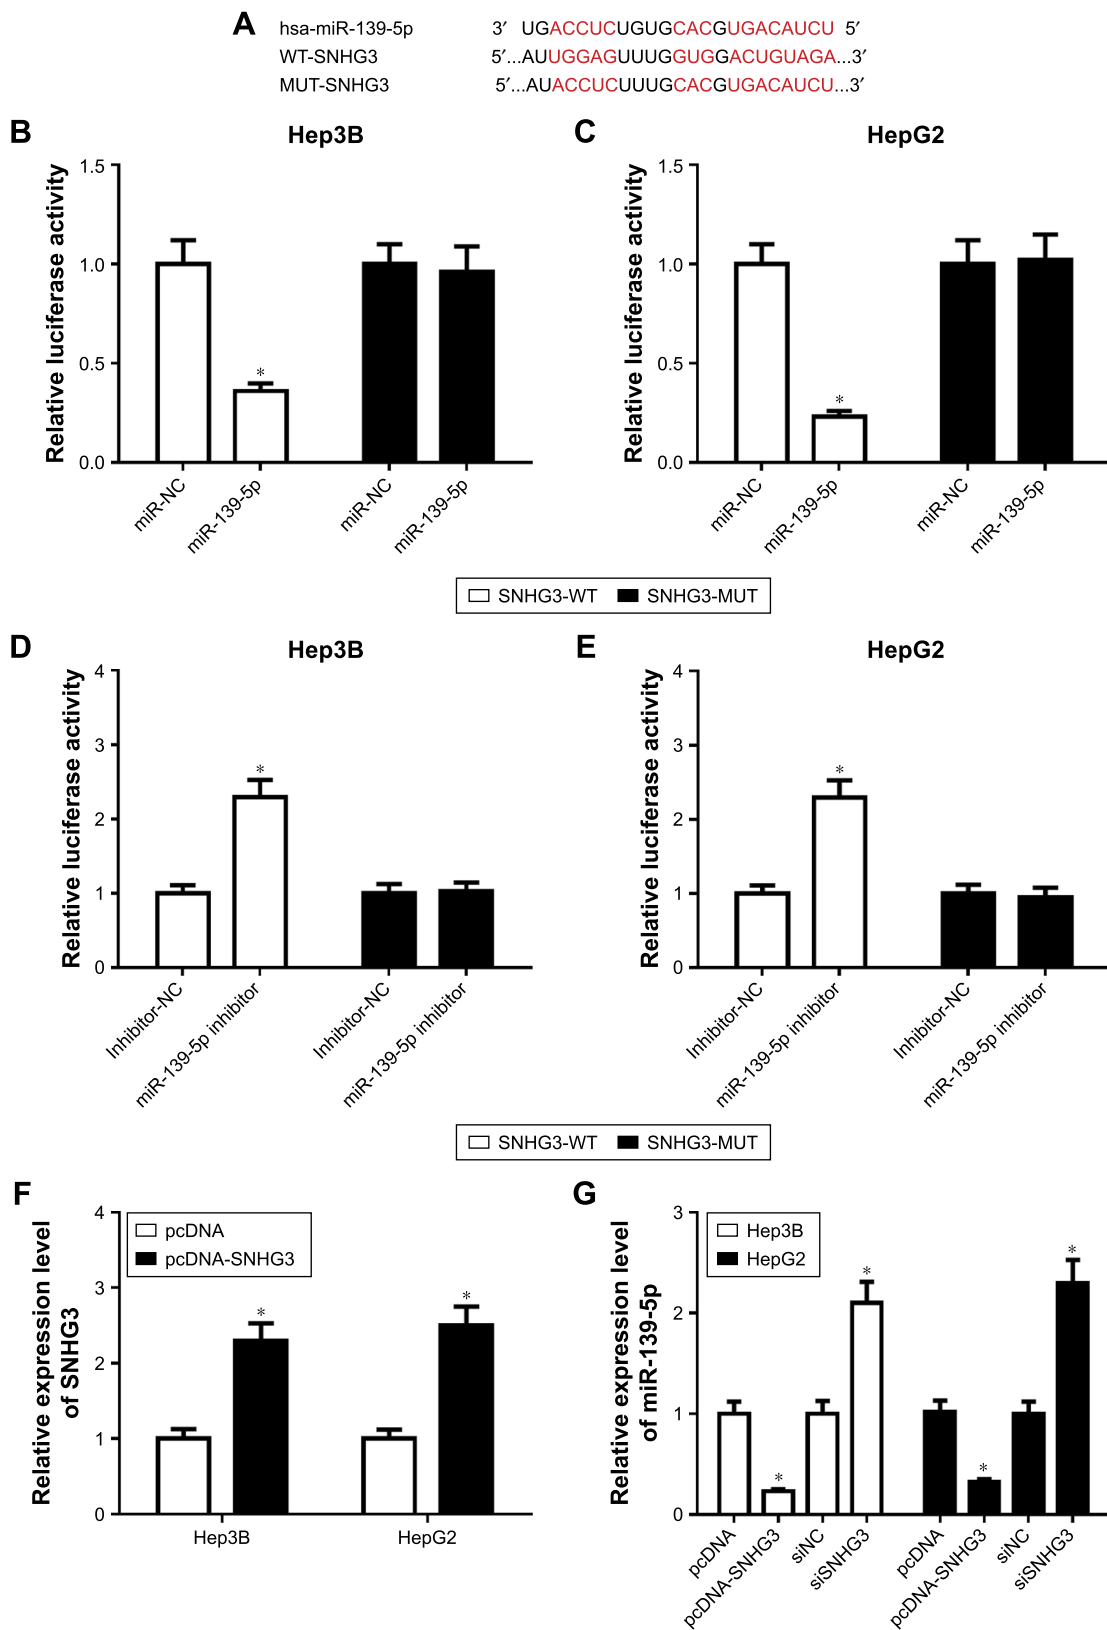 A
hsa-miR-139-5p 3′ UGACCUCUGUGCACGUGACAUCU 5′
WT-SNHG3 5′...AUUGGAGUUUGGUGGACUGUAGA...3′
MUT-SNHG3 5′...AUACCUCUUUGCACGUGACAUCU...3′
B
Hep3B
Relative luciferase activity
1.5
1.0
0.5
0.0
*
miR-NC
miR-139-5p
miR-NC
miR-139-5p
C
HepG2
Relative luciferase activity
1.5
1.0
0.5
0.0
*
miR-NC
miR-139-5p
miR-NC
miR-139-5p
SNHG3-WT SNHG3-MUT
D
Hep3B
Relative luciferase activity
4
3
2
1
0
*
Inhibitor-NC
miR-139-5p inhibitor
Inhibitor-NC
miR-139-5p inhibitor
E
HepG2
Relative luciferase activity
4
3
2
1
0
*
Inhibitor-NC
miR-139-5p inhibitor
Inhibitor-NC
miR-139-5p inhibitor
SNHG3-WT SNHG3-MUT
F
Relative expression level
of SNHG3
4
3
2
1
0
pcDNA
pcDNA-SNHG3
*
*
Hep3B
HepG2
G
Relative expression level
of miR-139-5p
3
2
1
0
Hep3B
HepG2
*
*
*
*
pcDNA
pcDNA-SNHG3
siNC
siSNHG3
pcDNA
pcDNA-SNHG3
siNC
siSNHG3